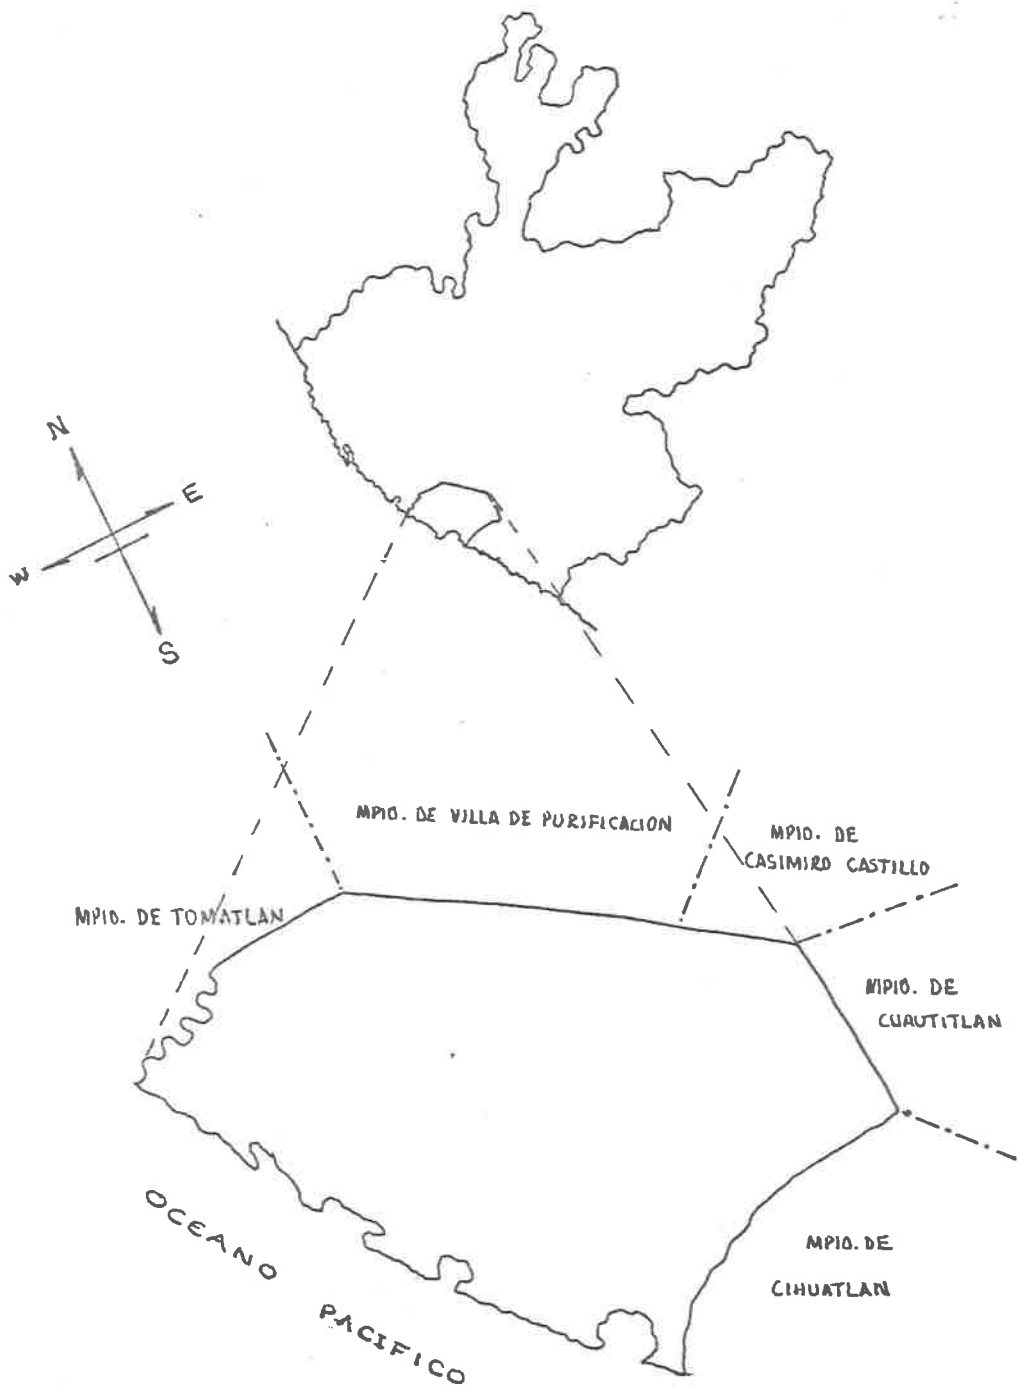 N
E
W
S
MPIO. DE VILLA DE PURIFICACION
MPIO. DE
CASIMIRO CASTILLO
MPIO. DE TOMATLAN
MPIO. DE
CUAUTITLAN
MPIO. DE
CIHUATLAN
OCEANO PACIFICO